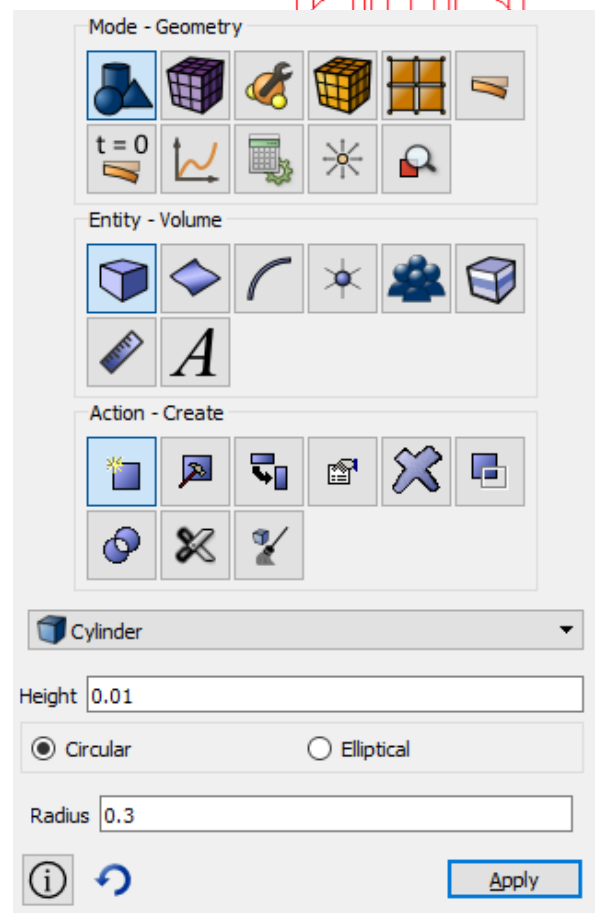 Mode - Geometry
t = 0
Entity - Volume
A
Action - Create
Cylinder
Height 0.01
Circular Elliptical
Radius 0.3
i Apply